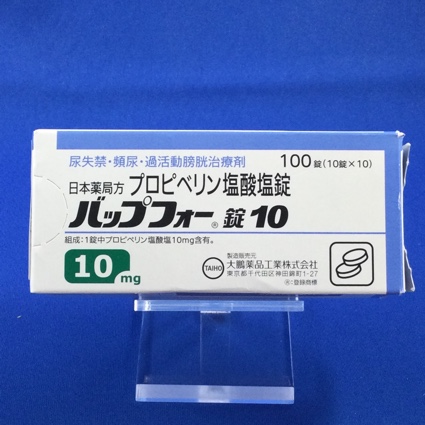 尿失禁・頻尿・過活動膀胱治療剤
100錠(10錠×10)
日本薬局方 プロピベリン塩酸塩錠
バップフォー®錠10
組成:1錠中プロピベリン塩酸塩10mg含有。
10mg
TAIHO
製造販売元
大鵬薬品工業株式会社
東京都千代田区神田錦町1-27
®:登録商標